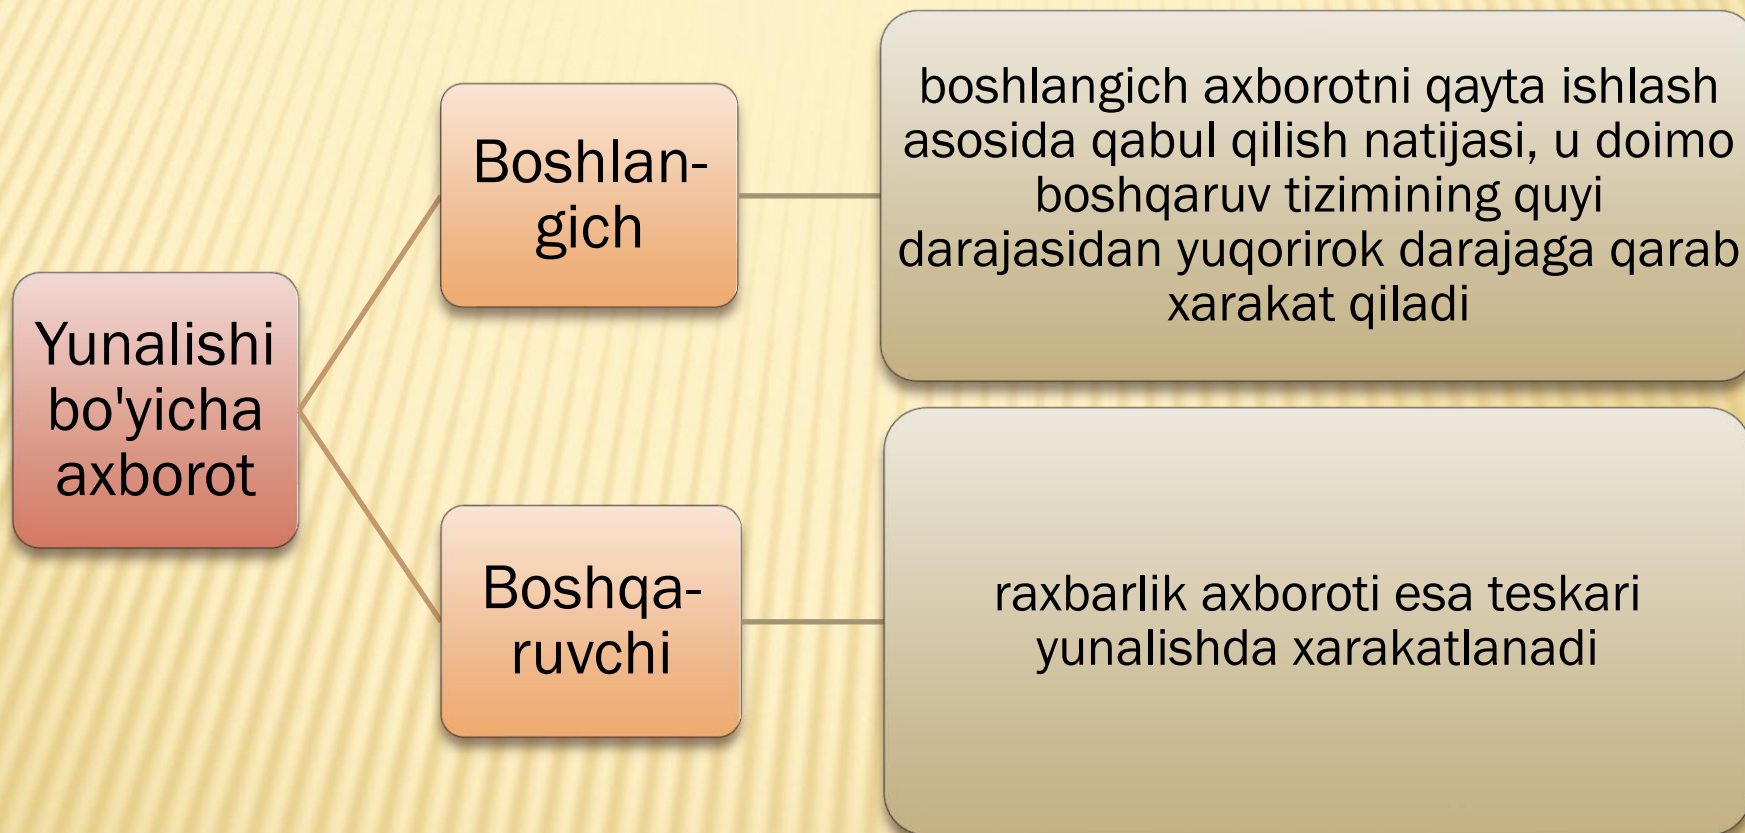 Yunalishi
bo'yicha
axborot
Boshlan-
gich
boshlangich axborotni qayta ishlash
asosida qabul qilish natijasi, u doimo
boshqaruv tizimining quyi
darajasidan yuqorirok darajaga qarab
xarakat qiladi
Boshqa-
ruvchi
raxbarlik axboroti esa teskari
yunalishda xarakatlanadi